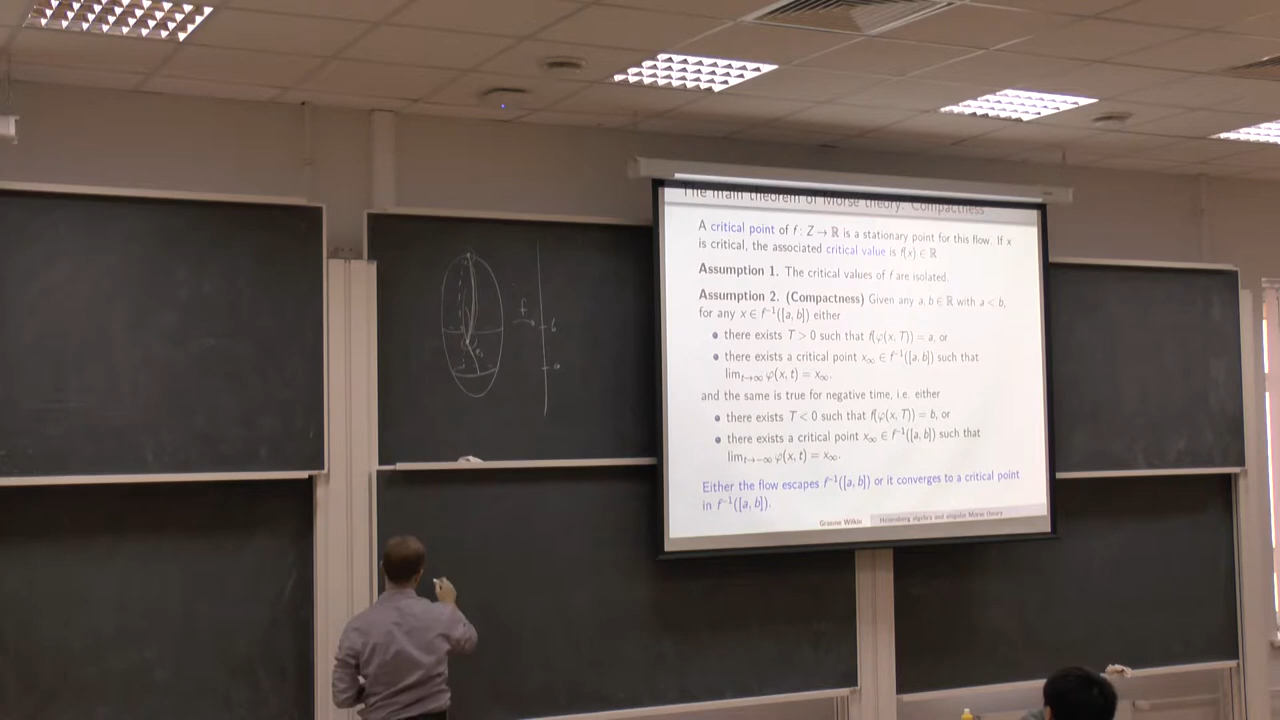 The main theorem of Morse theory: Compactness
A critical point of f : Z → ℝ is a stationary point for this flow. If x
is critical, the associated critical value is f(x) ∈ ℝ
Assumption 1. The critical values of f are isolated.
Assumption 2. (Compactness) Given any a, b ∈ ℝ with a < b,
for any x ∈ f⁻¹([a, b]) either
• there exists T > 0 such that f(φ(x, T)) = a, or
• there exists a critical point x∞ ∈ f⁻¹([a, b]) such that
lim t→∞ φ(x, t) = x∞.
and the same is true for negative time, i.e. either
• there exists T < 0 such that f(φ(x, T)) = b, or
• there exists a critical point x∞ ∈ f⁻¹([a, b]) such that
lim t→−∞ φ(x, t) = x∞.
Either the flow escapes f⁻¹([a, b]) or it converges to a critical point
in f⁻¹([a, b]).
Graeme Wilkin Heisenberg algebra and singular Morse theory
f
b
a